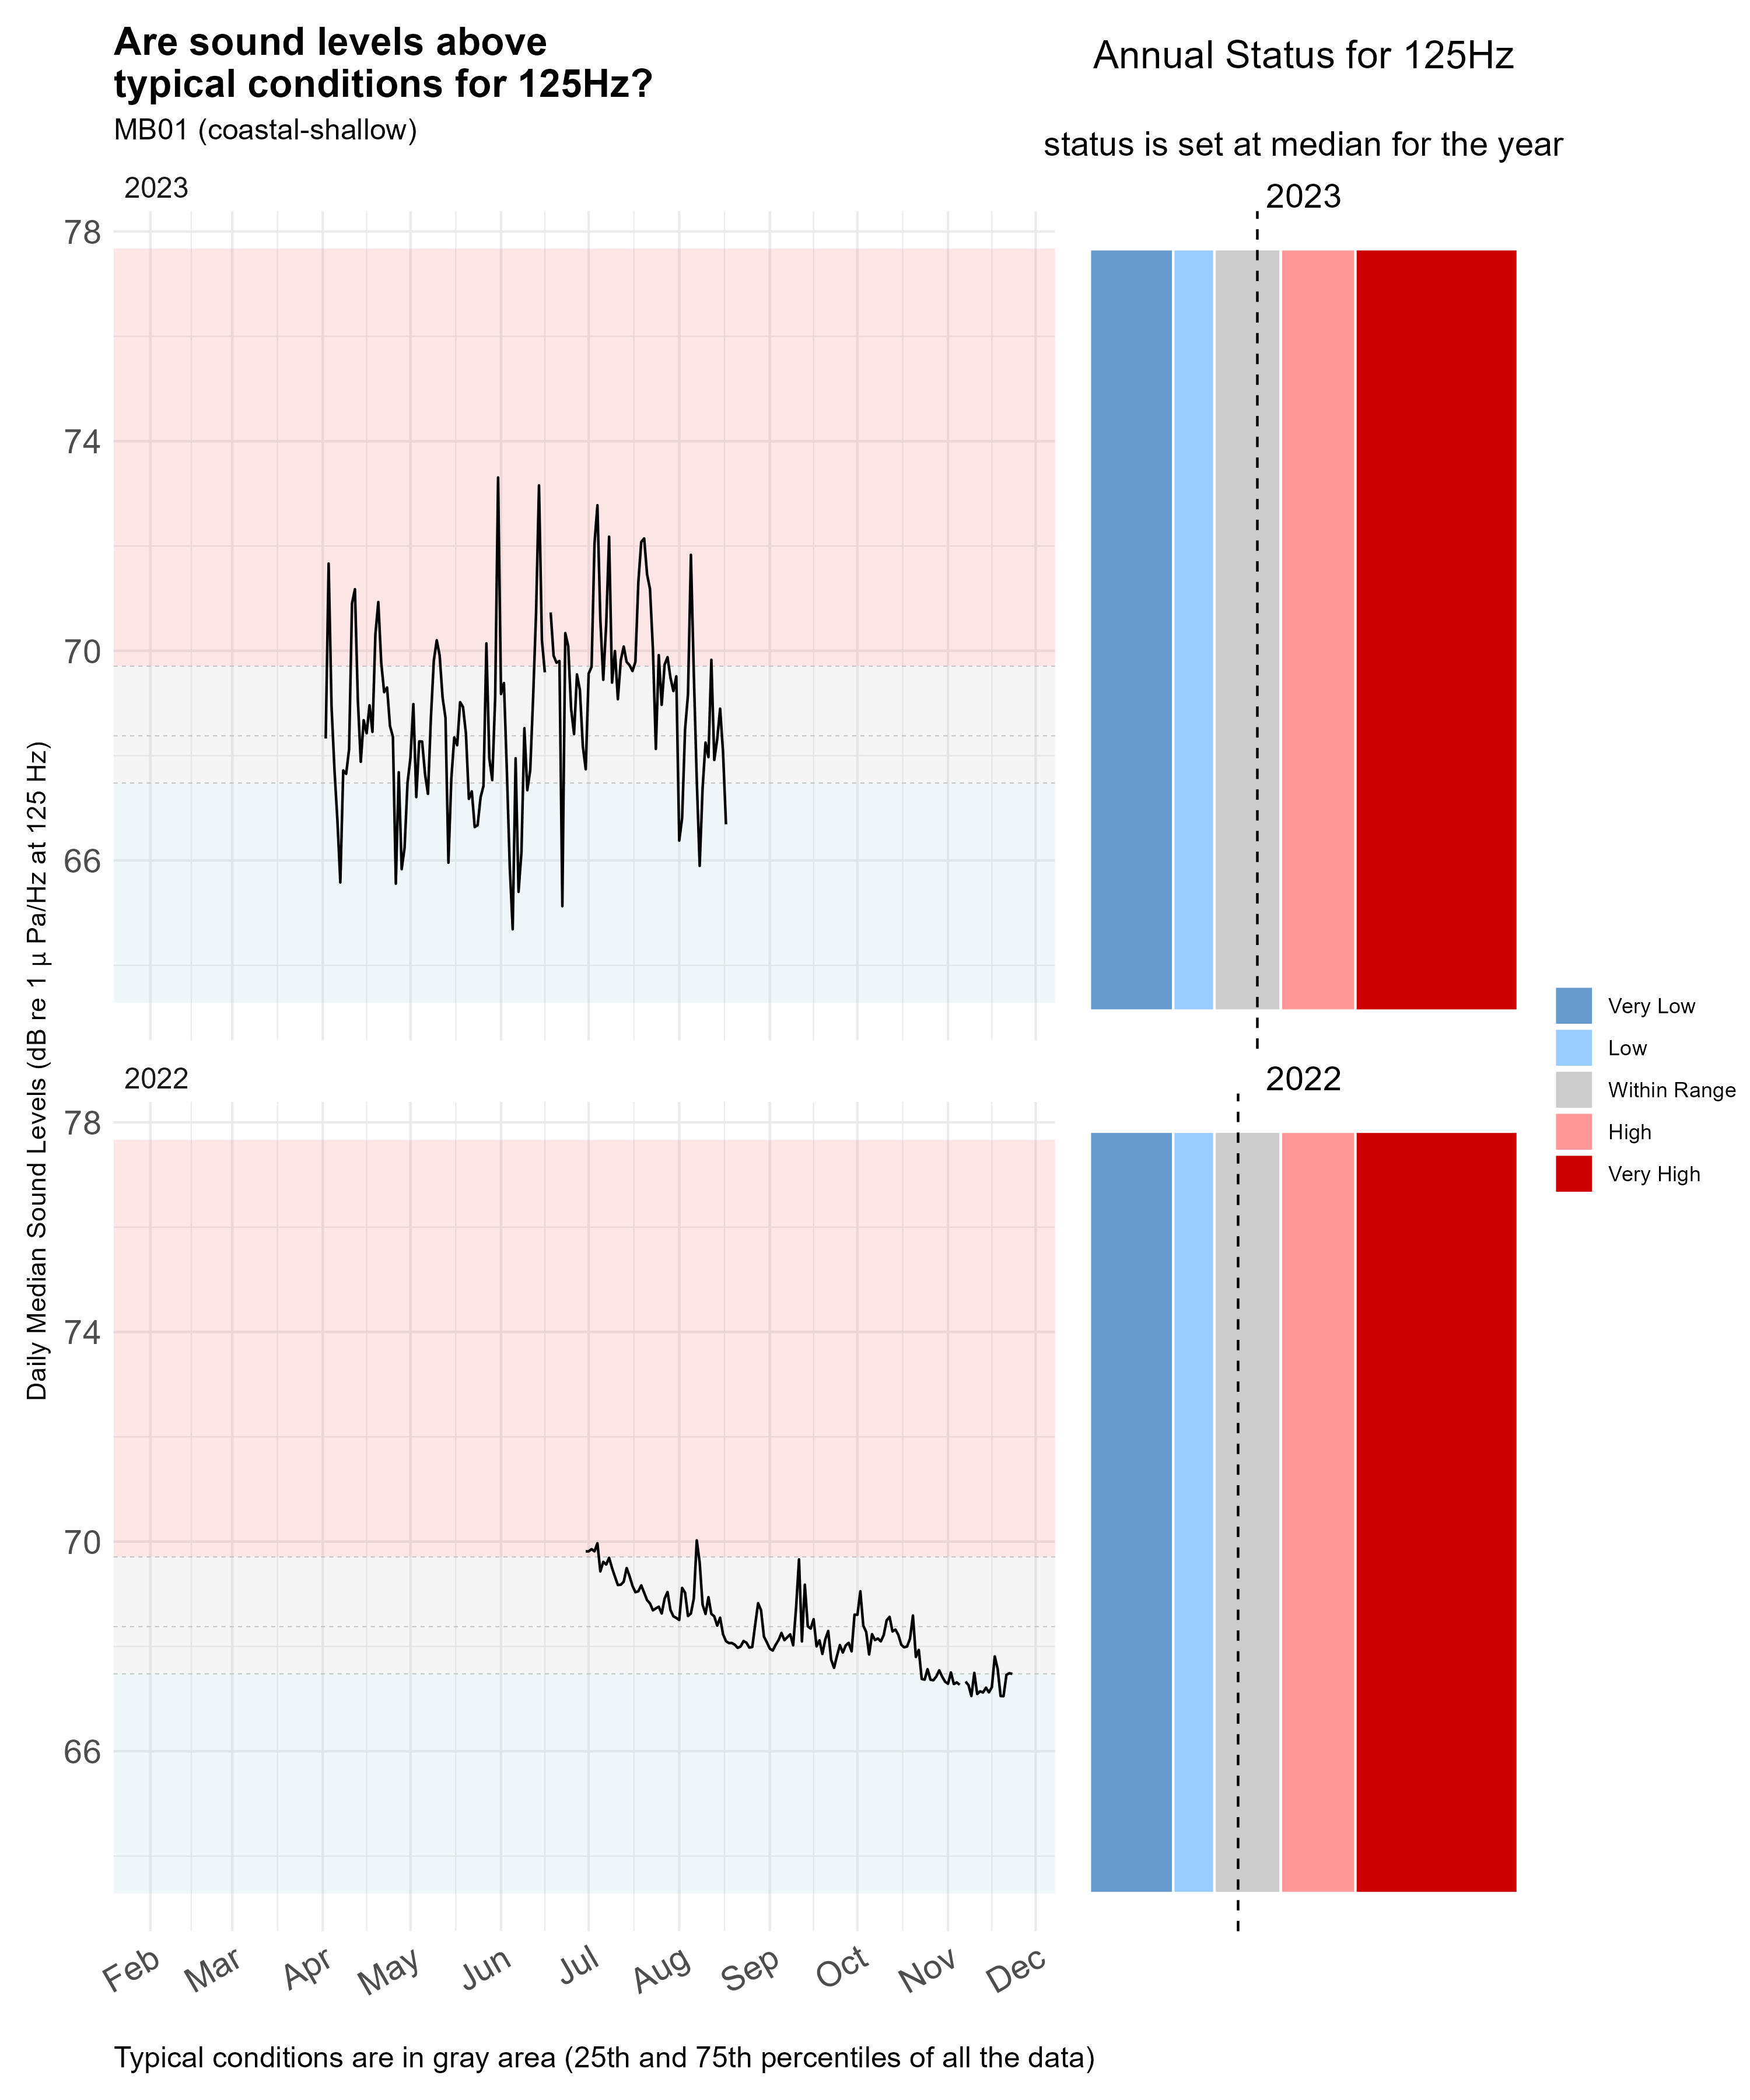 Are sound levels above
typical conditions for 125Hz?
MB01 (coastal-shallow)
Annual Status for 125Hz
status is set at median for the year
2023
2023
78
74
70
66
Daily Median Sound Levels (dB re 1 µ Pa/Hz at 125 Hz)
Very Low
Low
Within Range
High
Very High
2022
2022
78
74
70
66
Feb Mar Apr May Jun Jul Aug Sep Oct Nov Dec
Typical conditions are in gray area (25th and 75th percentiles of all the data)